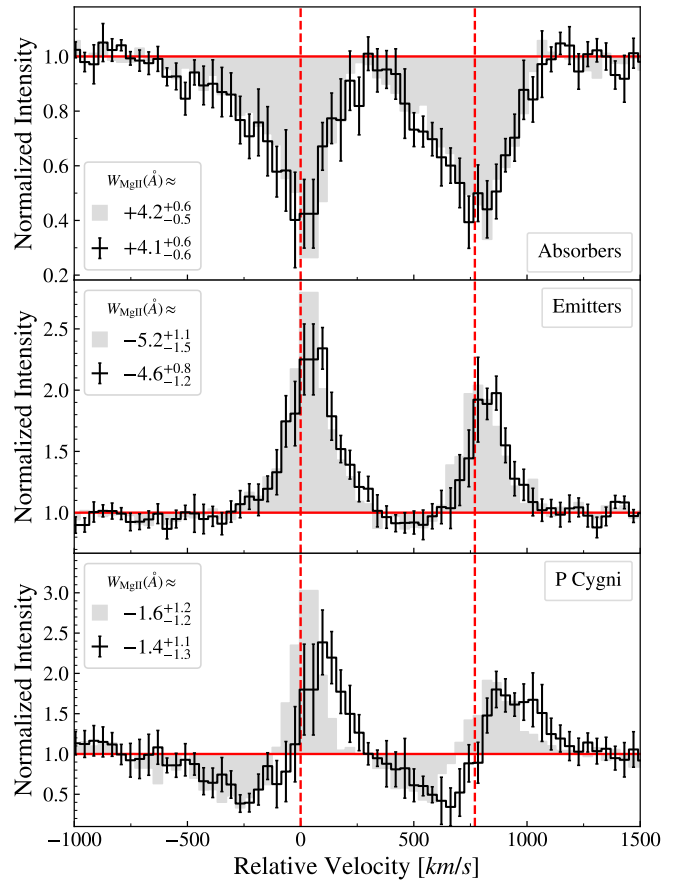 Normalized Intensity
1.0
0.8
0.6
0.4
0.2
W_MgII(Å) ≈
+4.2^{+0.6}_{−0.5}
+4.1^{+0.6}_{−0.6}
Absorbers
Normalized Intensity
2.5
2.0
1.5
1.0
W_MgII(Å) ≈
−5.2^{+1.1}_{−1.5}
−4.6^{+0.8}_{−1.2}
Emitters
Normalized Intensity
3.0
2.5
2.0
1.5
1.0
0.5
W_MgII(Å) ≈
−1.6^{+1.2}_{−1.2}
−1.4^{+1.1}_{−1.3}
P Cygni
−1000 −500 0 500 1000 1500
Relative Velocity [km/s]